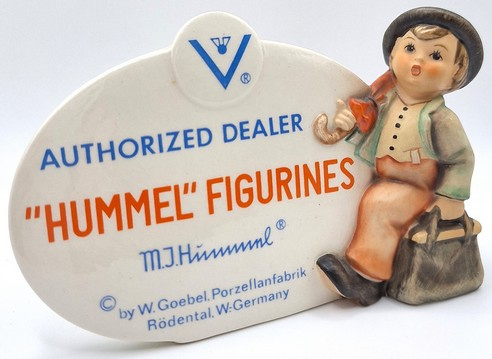 V ®
AUTHORIZED DEALER
"HUMMEL" FIGURINES
M.J.Hummel ®
© by W. Goebel, Porzellanfabrik
Rödental, W.-Germany